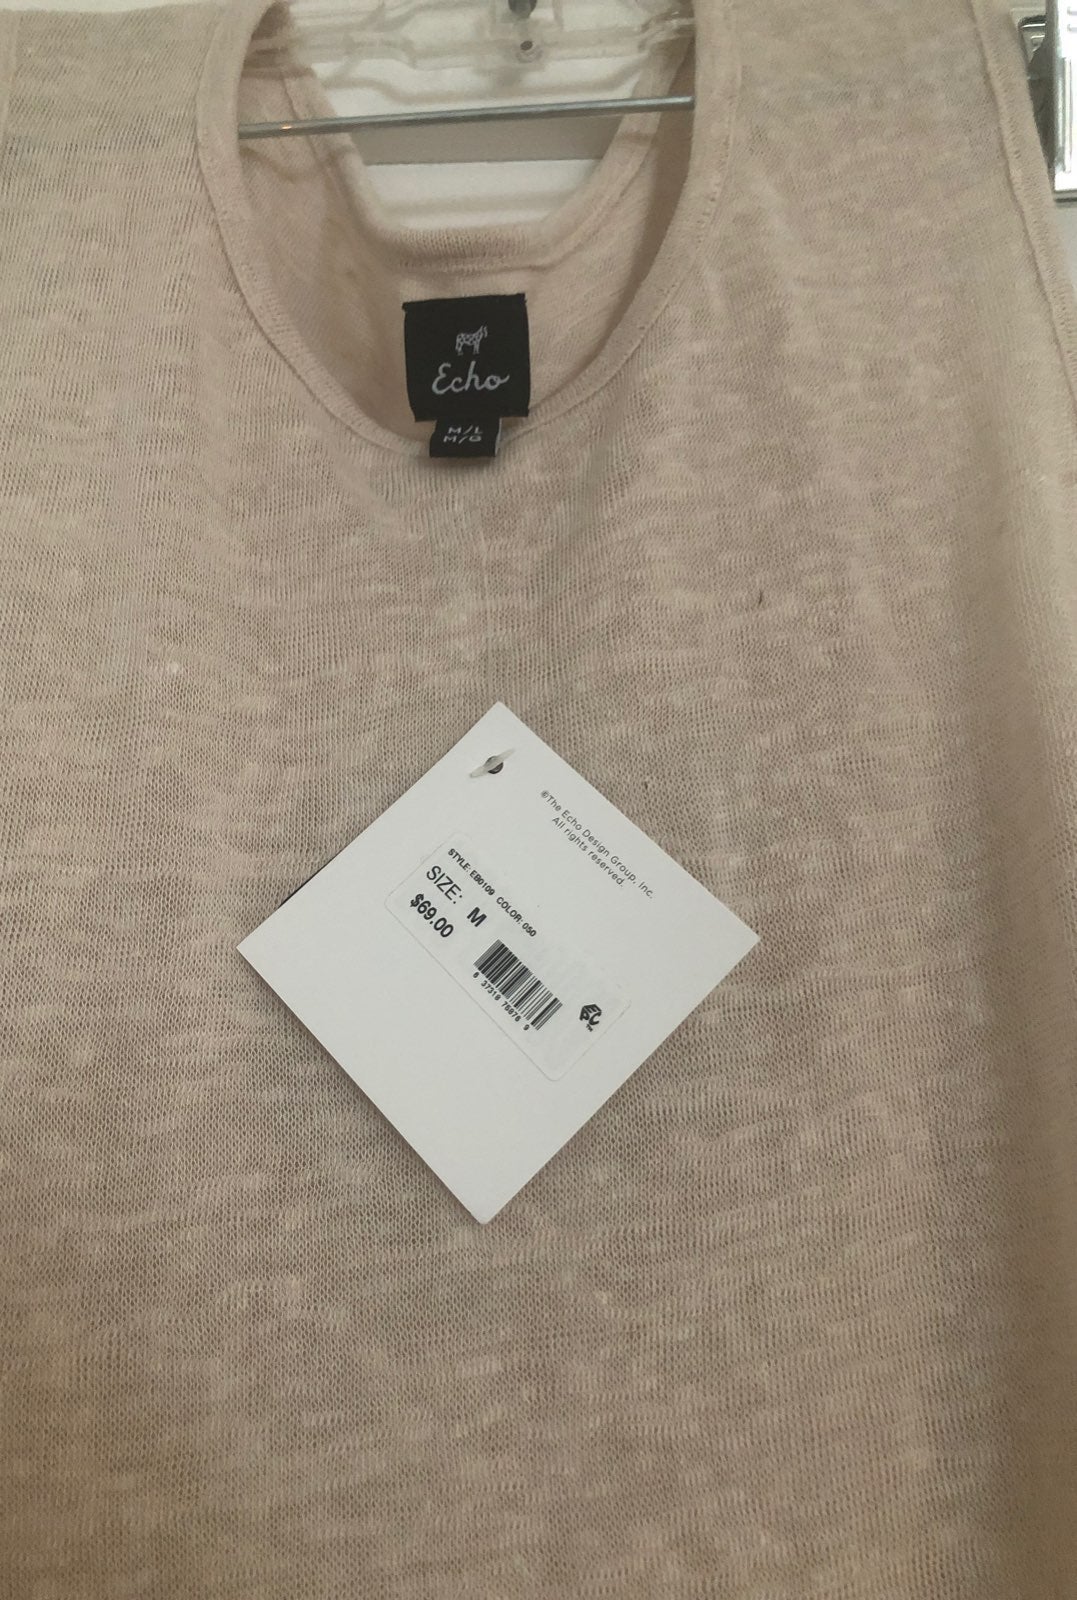 Echo
M/L
M/G
©The Echo Design Group, Inc.
All rights reserved.
STYLE: EB0109 COLOR: 050
SIZE: M
$69.00